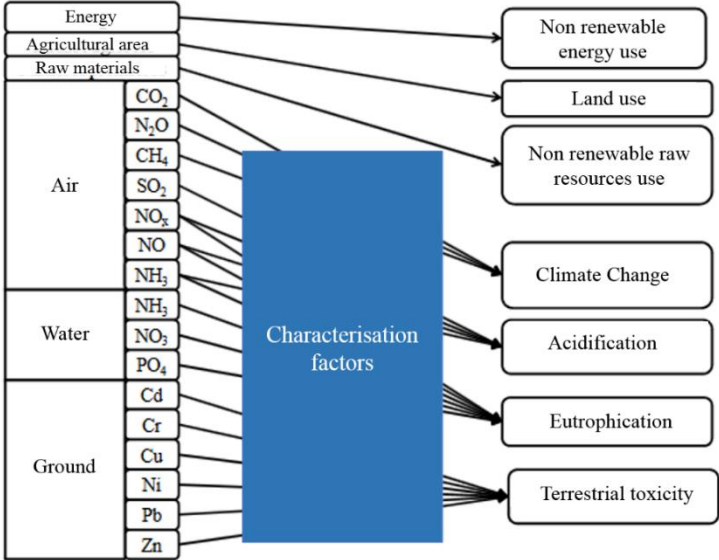 Energy
Agricultural area
Raw materials
Air
CO₂
N₂O
CH₄
SO₂
NOₓ
NO
NH₃
Water
NH₃
NO₃
PO₄
Ground
Cd
Cr
Cu
Ni
Pb
Zn
Characterisation
factors
Non renewable
energy use
Land use
Non renewable raw
resources use
Climate Change
Acidification
Eutrophication
Terrestrial toxicity